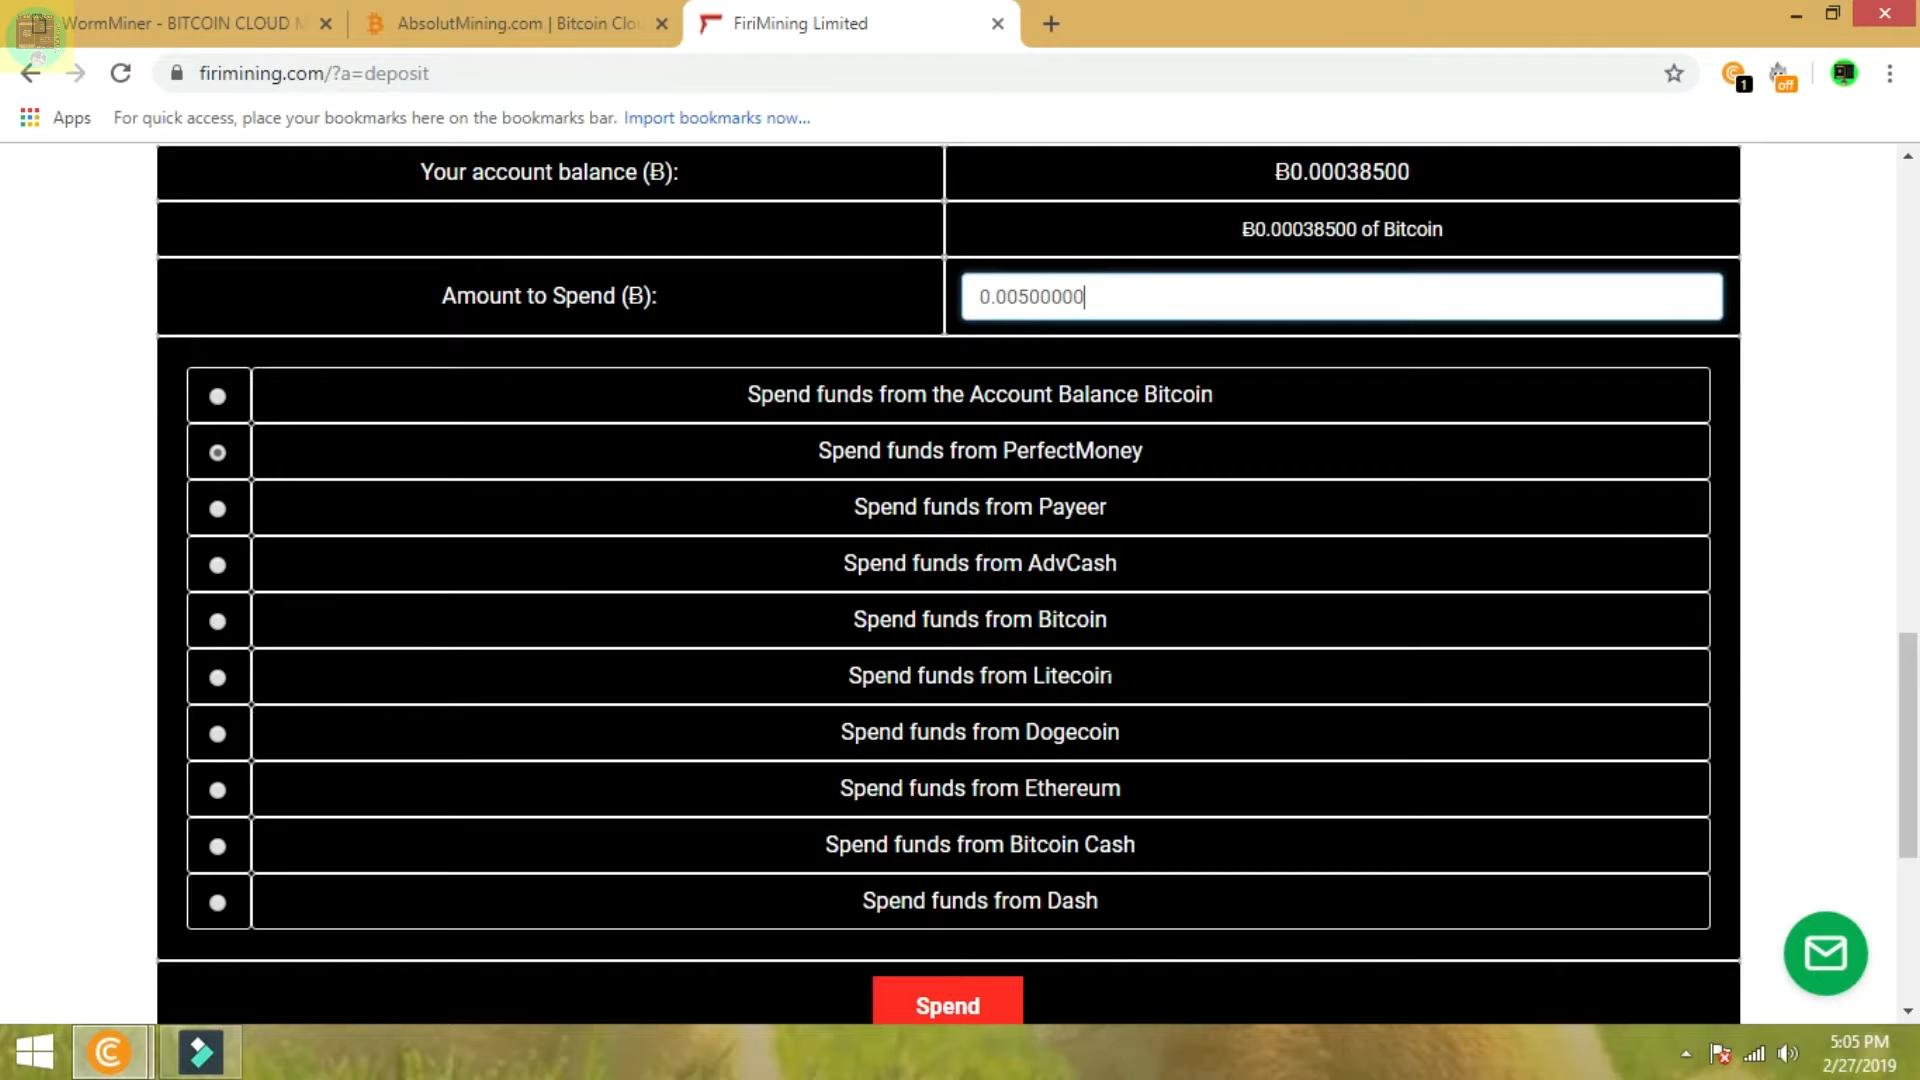 WormMiner - BITCOIN CLOUD M
AbsolutMining.com | Bitcoin Clou
FiriMining Limited
firimining.com/?a=deposit
1
off
Apps
For quick access, place your bookmarks here on the bookmarks bar. Import bookmarks now...
Your account balance (Ƀ):
Ƀ0.00038500
Ƀ0.00038500 of Bitcoin
Amount to Spend (Ƀ):
0.00500000
Spend funds from the Account Balance Bitcoin
Spend funds from PerfectMoney
Spend funds from Payeer
Spend funds from AdvCash
Spend funds from Bitcoin
Spend funds from Litecoin
Spend funds from Dogecoin
Spend funds from Ethereum
Spend funds from Bitcoin Cash
Spend funds from Dash
Spend
5:05 PM
2/27/2019